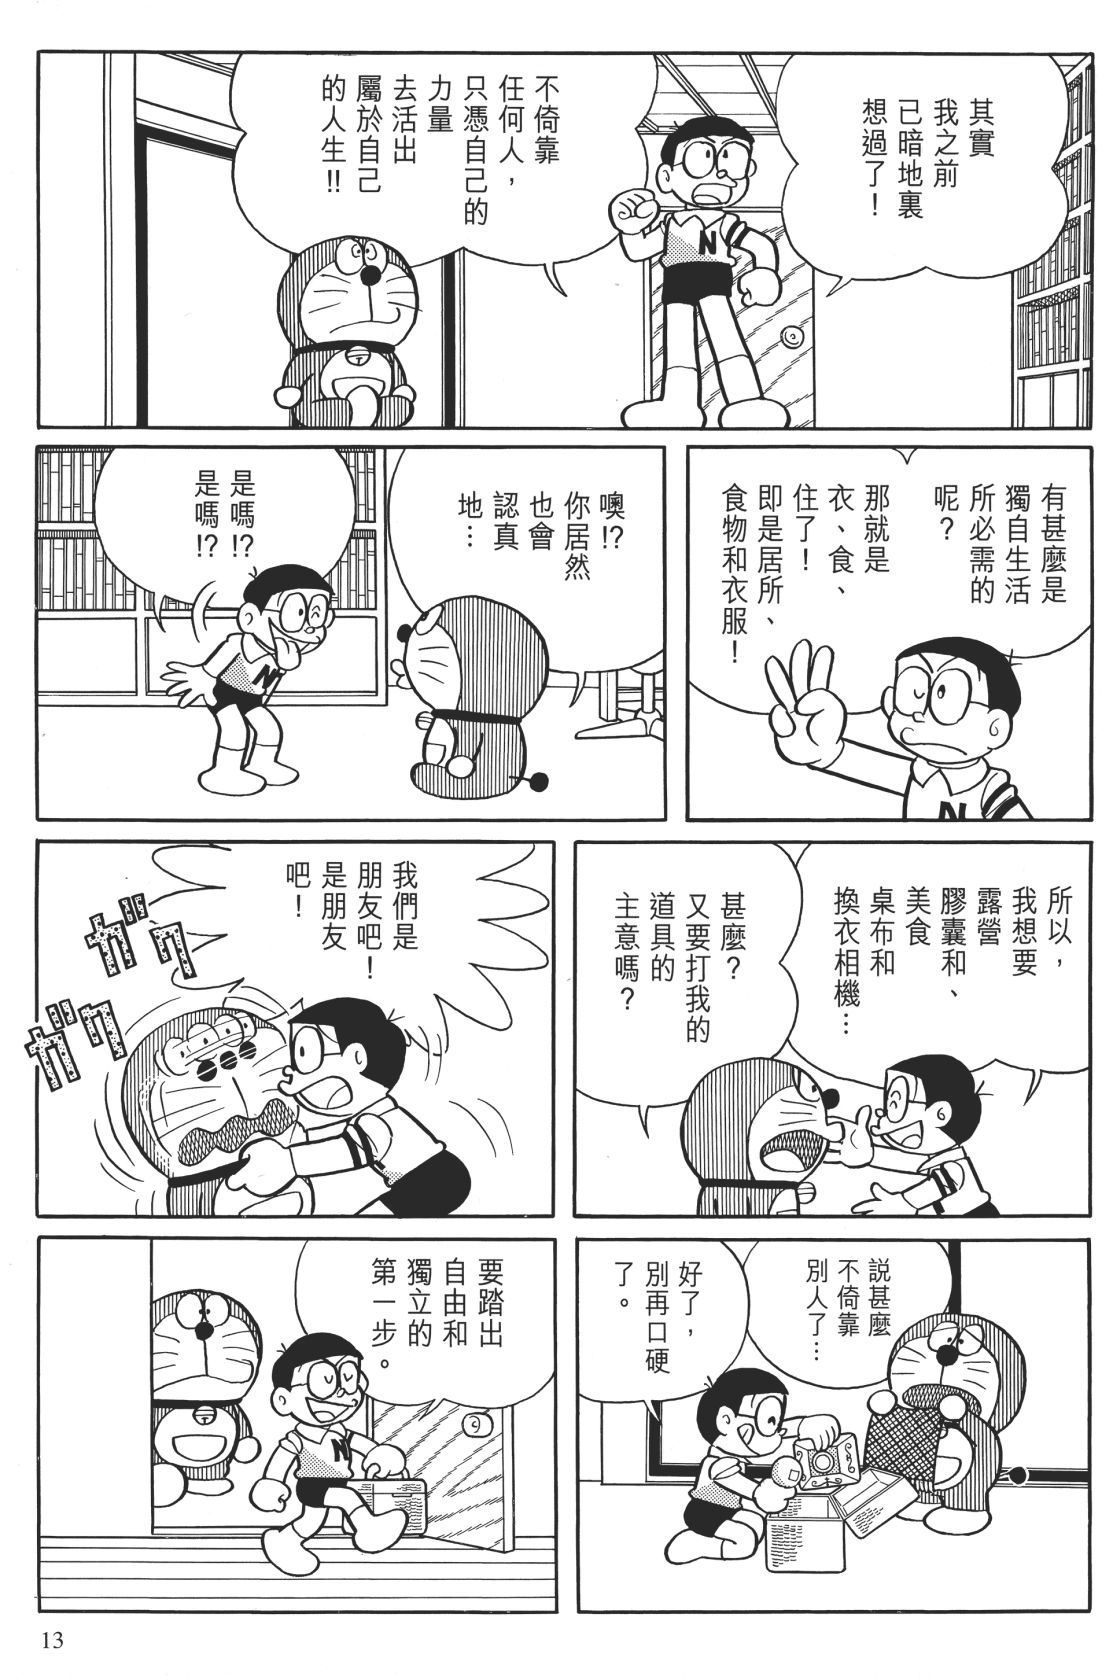 其實
我之前
已暗地裏
想過了！
不倚靠
任何人，
只憑自己的
力量
去活出
屬於自己
的人生!!
有甚麼是
獨自生活
所必需的
呢？
那就是
衣、食、
住了！
即是居所、
食物和衣服！
噢!?
你居然
也會
認真
地…
是嗎!?
是嗎!?
所以，
我想要
露營
膠囊和、
美食
桌布和
換衣相機…
甚麼？
又要打我的
道具的
主意嗎？
我們是
朋友吧！
是朋友
吧！
ガク
ガク
説甚麼
不倚靠
別人了…
好了，
別再口硬
了。
要踏出
自由和
獨立的
第一步。
N
N
N
N
13